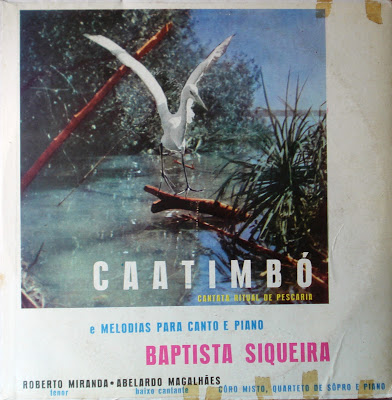 CAATIMBÓ
CANTATA RITUAL DE PESCARIA
e MELODIAS PARA CANTO E PIANO
BAPTISTA SIQUEIRA
ROBERTO MIRANDA • ABELARDO MAGALHÃES
tenor baixo cantante CÔRO MISTO, QUARTETO DE SÔPRO E PIANO